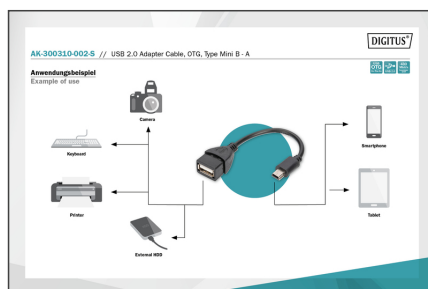 DIGITUS®
AK-300310-002-S // USB 2.0 Adapter Cable, OTG, Type Mini B - A
OTG
Anwendungsbeispiel
Example of use
Camera
Keyboard
Smartphone
Printer
Tablet
External HDD